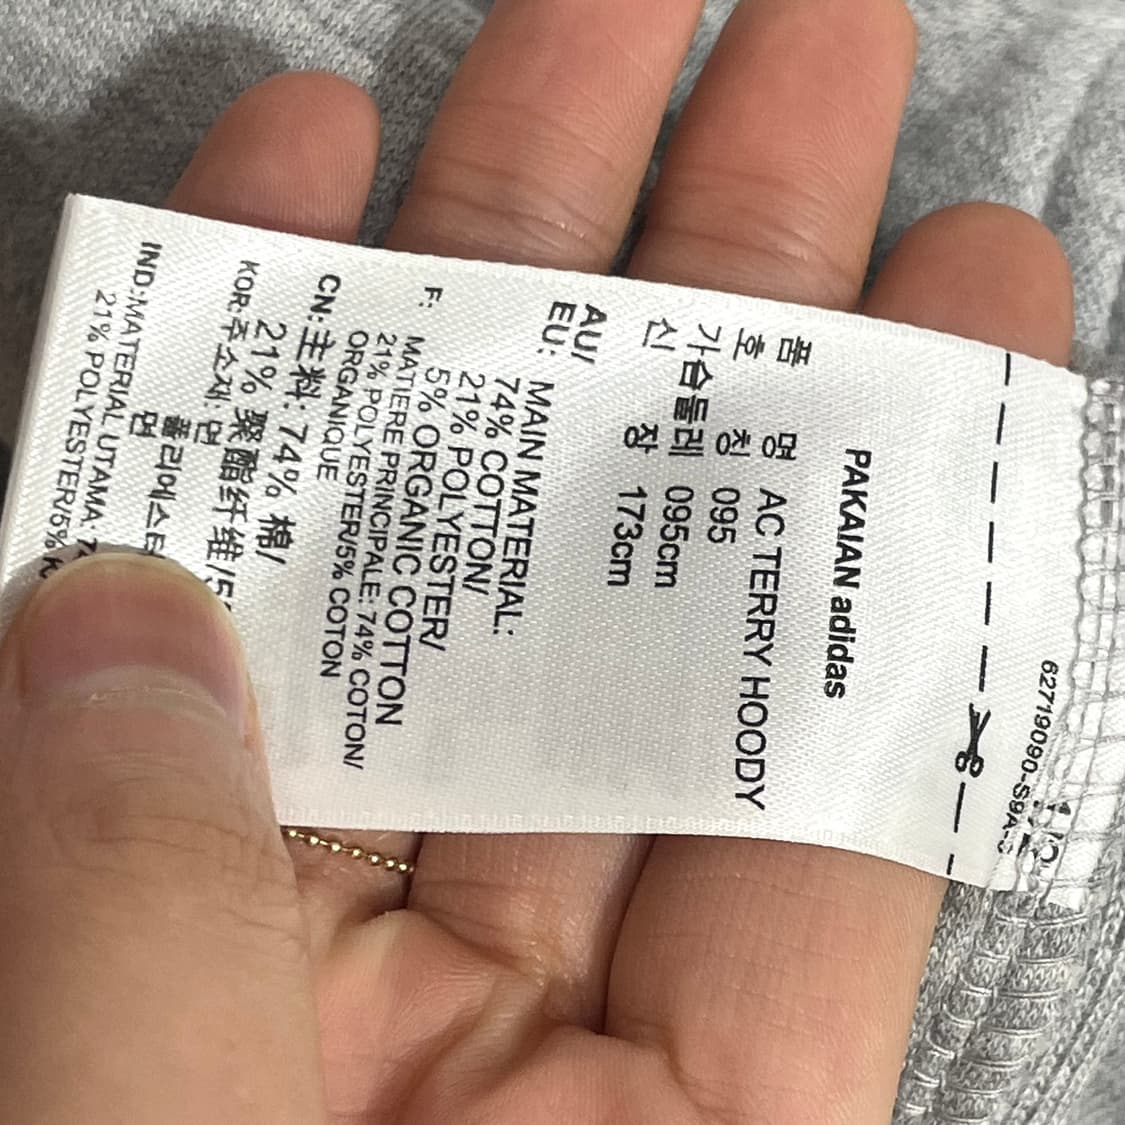 62719090-S9A
PAKAIAN adidas
품 명 AC TERRY HOODY
호 칭 095
가슴둘레 095cm
신 장 173cm
AU/
EU: MAIN MATERIAL:
74% COTTON/
21% POLYESTER/
5% ORGANIC COTTON
F: MATIERE PRINCIPALE: 74% COTON/
21% POLYESTER/5% COTON
ORGANIQUE
CN:主料: 74% 棉/
21% 聚酯纤维/5
KOR:주소재: 면
폴리에스
면
IND:MATERIAL UTAMA:
21% POLYESTER/5%